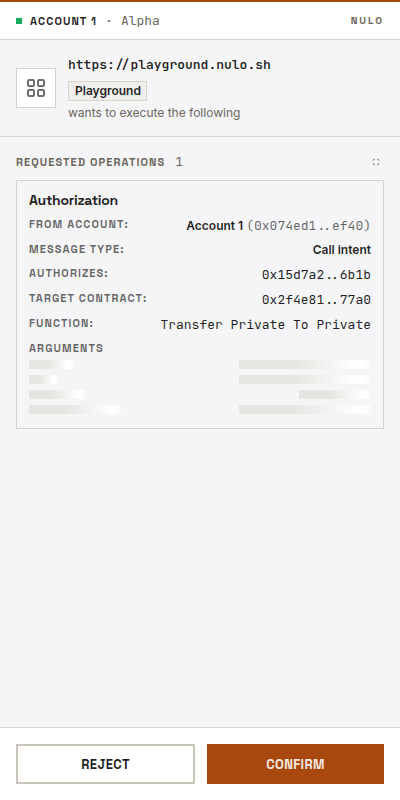 ACCOUNT 1 · Alpha
NULO
https://playground.nulo.sh
Playground
wants to execute the following
REQUESTED OPERATIONS 1
Authorization
FROM ACCOUNT: Account 1 (0x074ed1..ef40)
MESSAGE TYPE: Call intent
AUTHORIZES: 0x15d7a2..6b1b
TARGET CONTRACT: 0x2f4e81..77a0
FUNCTION: Transfer Private To Private
ARGUMENTS
REJECT
CONFIRM